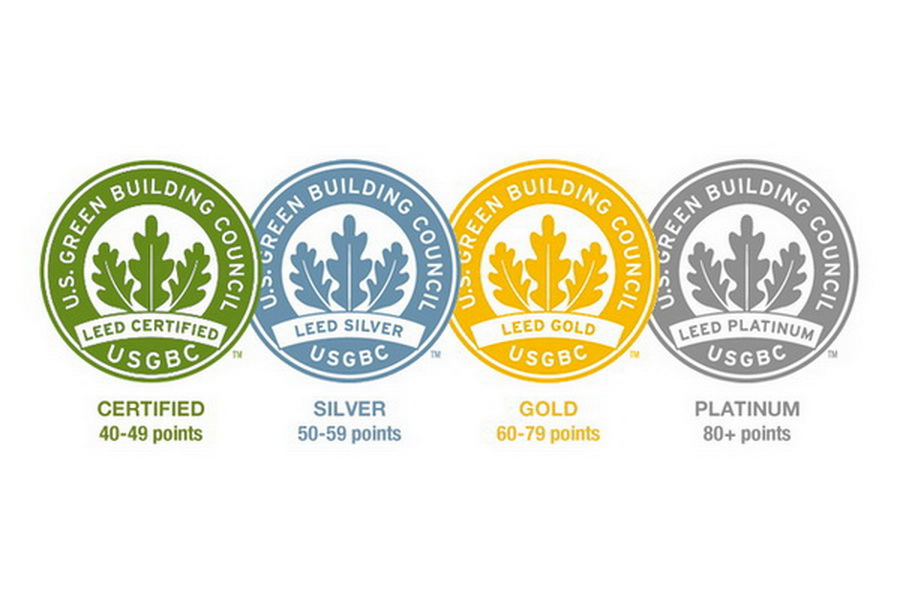 U.S. GREEN BUILDING COUNCIL
LEED CERTIFIED
USGBC
TM
CERTIFIED
40-49 points
U.S. GREEN BUILDING COUNCIL
LEED SILVER
USGBC
TM
SILVER
50-59 points
U.S. GREEN BUILDING COUNCIL
LEED GOLD
USGBC
TM
GOLD
60-79 points
U.S. GREEN BUILDING COUNCIL
LEED PLATINUM
USGBC
TM
PLATINUM
80+ points